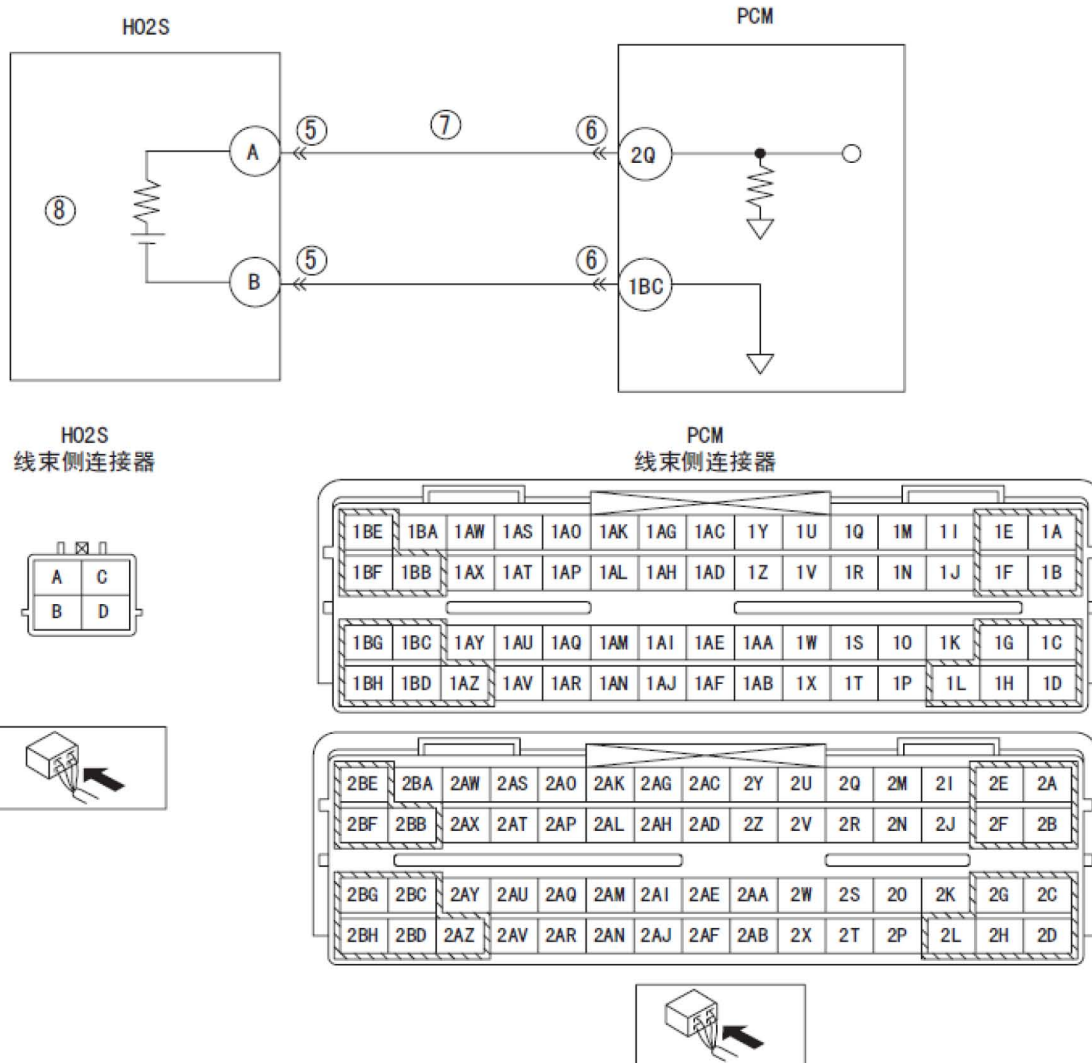 HO2S
PCM
A
⑤
⑦
⑥
2Q
⑧
B
⑤
⑥
1BC
HO2S
线束侧连接器
PCM
线束侧连接器
A C
B D
1BE 1BA 1AW 1AS 1AO 1AK 1AG 1AC 1Y 1U 1Q 1M 1I 1E 1A
1BF 1BB 1AX 1AT 1AP 1AL 1AH 1AD 1Z 1V 1R 1N 1J 1F 1B
1BG 1BC 1AY 1AU 1AQ 1AM 1AI 1AE 1AA 1W 1S 1O 1K 1G 1C
1BH 1BD 1AZ 1AV 1AR 1AN 1AJ 1AF 1AB 1X 1T 1P 1L 1H 1D
2BE 2BA 2AW 2AS 2AO 2AK 2AG 2AC 2Y 2U 2Q 2M 2I 2E 2A
2BF 2BB 2AX 2AT 2AP 2AL 2AH 2AD 2Z 2V 2R 2N 2J 2F 2B
2BG 2BC 2AY 2AU 2AQ 2AM 2AI 2AE 2AA 2W 2S 2O 2K 2G 2C
2BH 2BD 2AZ 2AV 2AR 2AN 2AJ 2AF 2AB 2X 2T 2P 2L 2H 2D